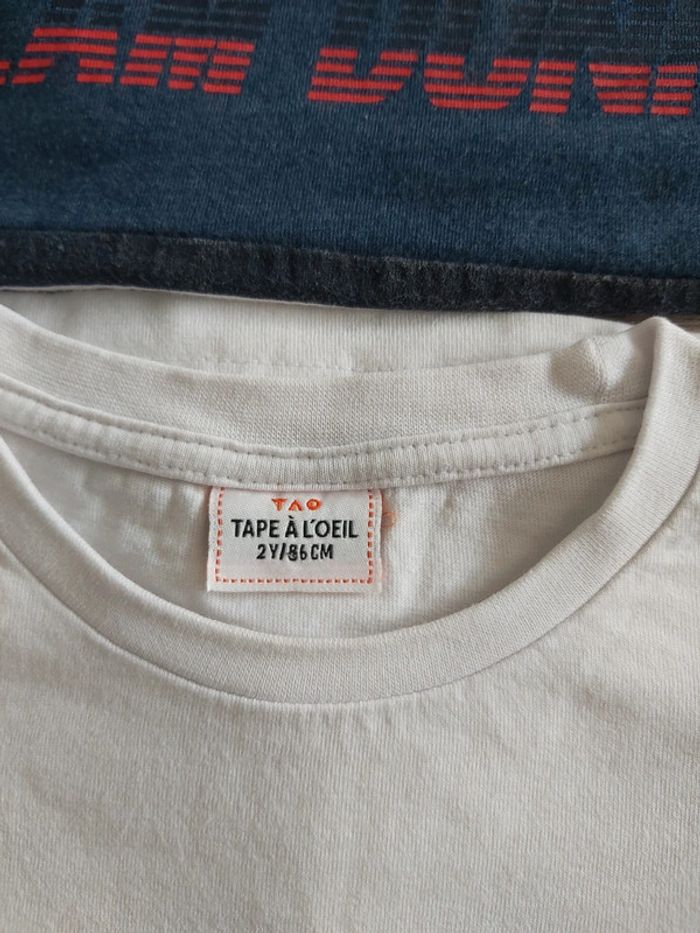 TAO
TAPE À L'OEIL
2Y/86CM